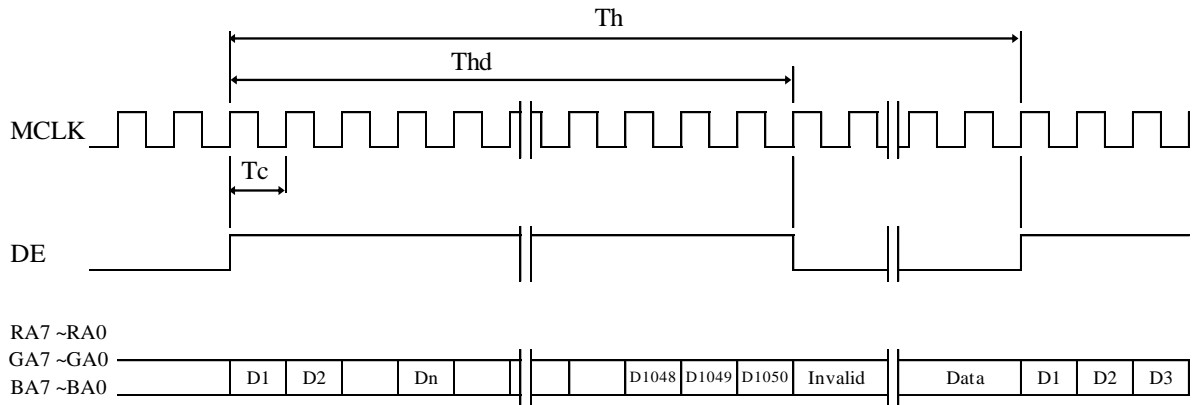 Th
Thd
MCLK
Tc
DE
RA7 ~RA0
GA7 ~GA0
BA7 ~BA0
D1 D2 Dn D1048 D1049 D1050 Invalid Data D1 D2 D3